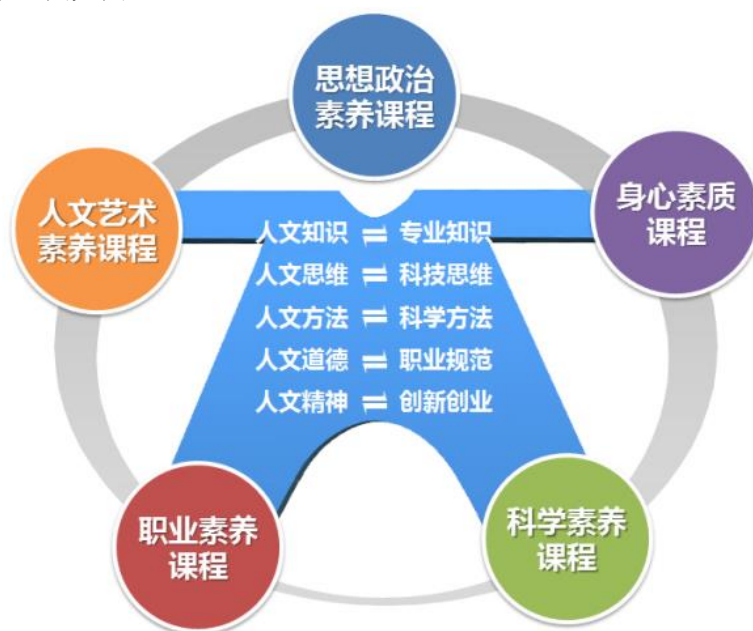 思想政治
素养课程
人文艺术
素养课程
身心素质
课程
人文知识 ⇌ 专业知识
人文思维 ⇌ 科技思维
人文方法 ⇌ 科学方法
人文道德 ⇌ 职业规范
人文精神 ⇌ 创新创业
职业素养
课程
科学素养
课程